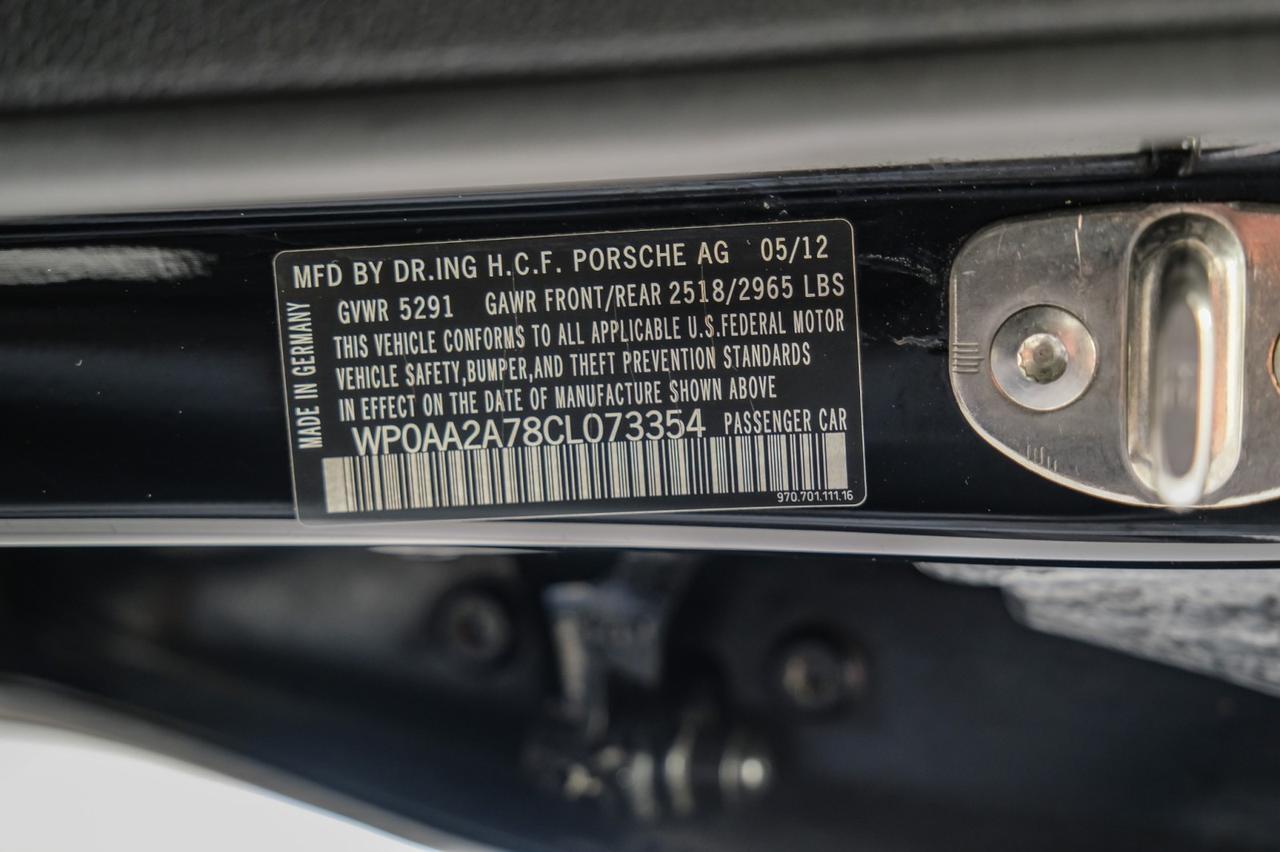 MFD BY DR.ING H.C.F. PORSCHE AG 05/12
GVWR 5291 GAWR FRONT/REAR 2518/2965 LBS
THIS VEHICLE CONFORMS TO ALL APPLICABLE U.S.FEDERAL MOTOR
VEHICLE SAFETY,BUMPER,AND THEFT PREVENTION STANDARDS
IN EFFECT ON THE DATE OF MANUFACTURE SHOWN ABOVE
WP0AA2A78CL073354 PASSENGER CAR
970.701.111.16
MADE IN GERMANY